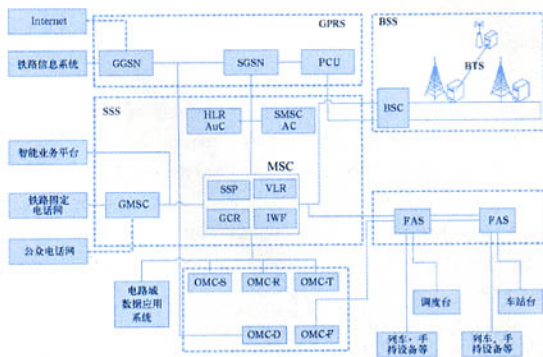 Internet
GPRS
BSS
铁路信息系统
GGSN
SGSN
PCU
BTS
BSC
SSS
HLR
AuC
SMSC
AC
智能业务平台
MSC
SSP
VLR
铁路固定
电话网
GMSC
GCR
IWF
FAS
FAS
公众电话网
电路域
数据应用
系统
OMC-S
OMC-R
OMC-T
调度台
车站台
OMC-D
OMC-F
列车,手
持设备等
列车,手
持设备等